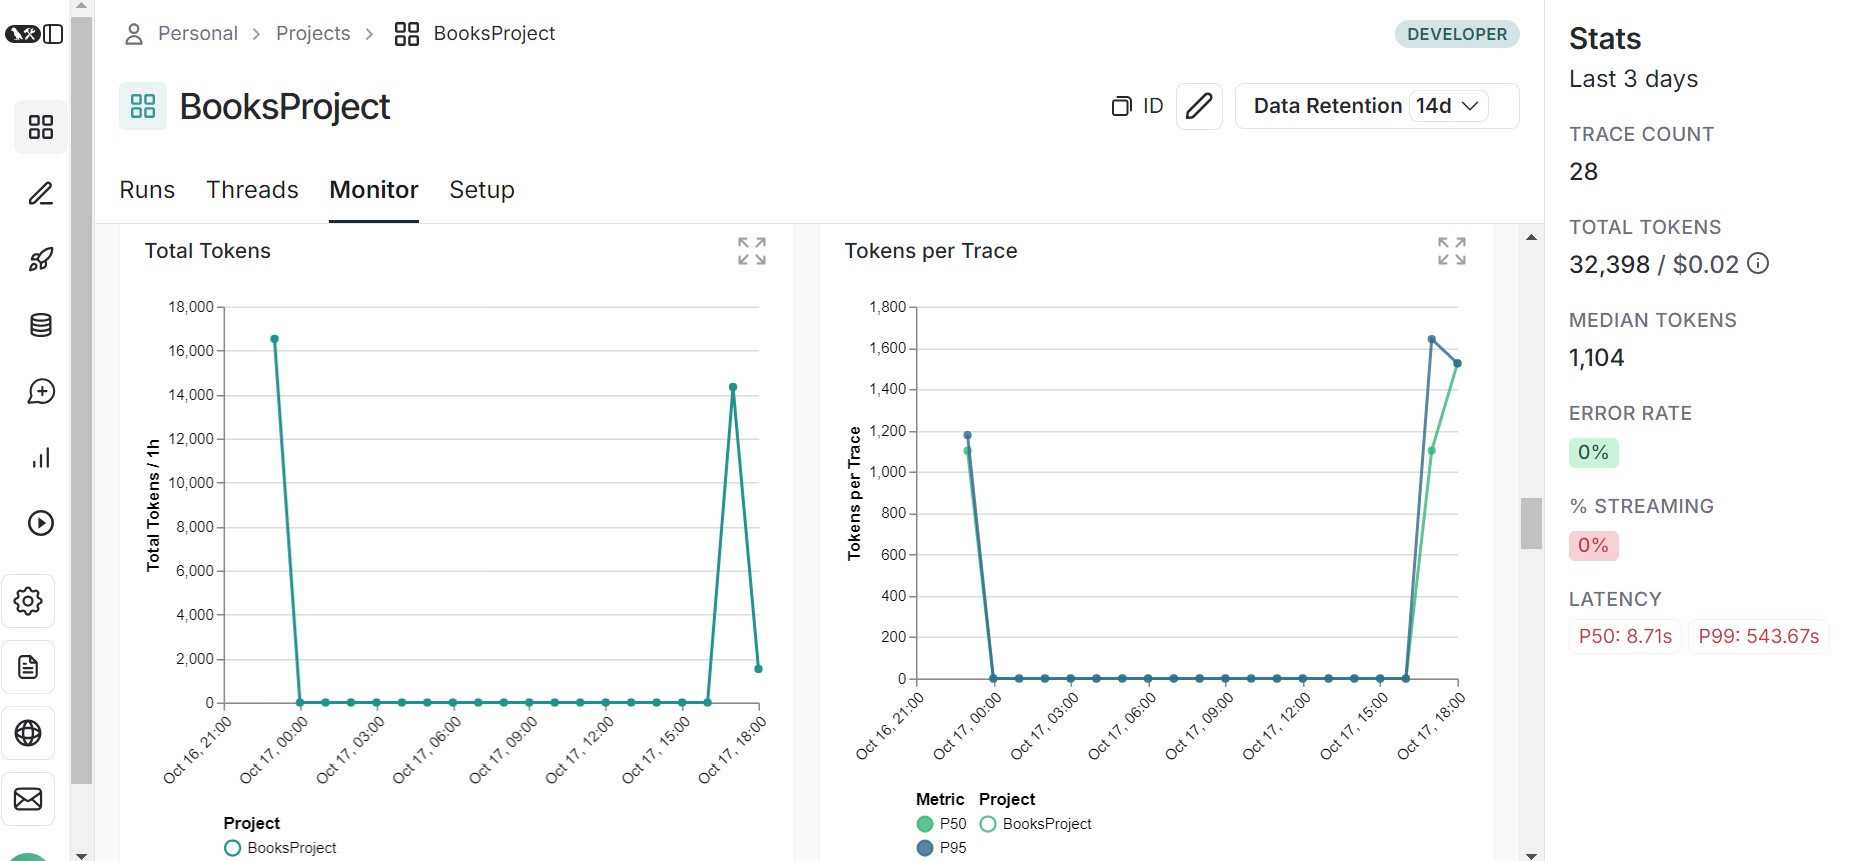 Personal > Projects > BooksProject
DEVELOPER
BooksProject
ID
Data Retention 14d
Runs Threads Monitor Setup
Total Tokens
18,000
16,000
14,000
12,000
10,000
8,000
6,000
4,000
2,000
0
Total Tokens / 1h
Oct 16, 21:00
Oct 17, 00:00
Oct 17, 03:00
Oct 17, 06:00
Oct 17, 09:00
Oct 17, 12:00
Oct 17, 15:00
Oct 17, 18:00
Project
BooksProject
Tokens per Trace
1,800
1,600
1,400
1,200
1,000
800
600
400
200
0
Tokens per Trace
Oct 16, 21:00
Oct 17, 00:00
Oct 17, 03:00
Oct 17, 06:00
Oct 17, 09:00
Oct 17, 12:00
Oct 17, 15:00
Oct 17, 18:00
Metric Project
P50 BooksProject
P95
Stats
Last 3 days
TRACE COUNT
28
TOTAL TOKENS
32,398 / $0.02
MEDIAN TOKENS
1,104
ERROR RATE
0%
% STREAMING
0%
LATENCY
P50: 8.71s P99: 543.67s